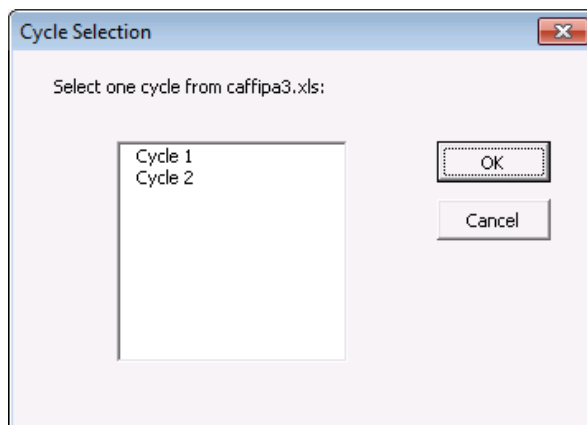 Cycle Selection
Select one cycle from caffipa3.xls:
Cycle 1
Cycle 2
OK
Cancel